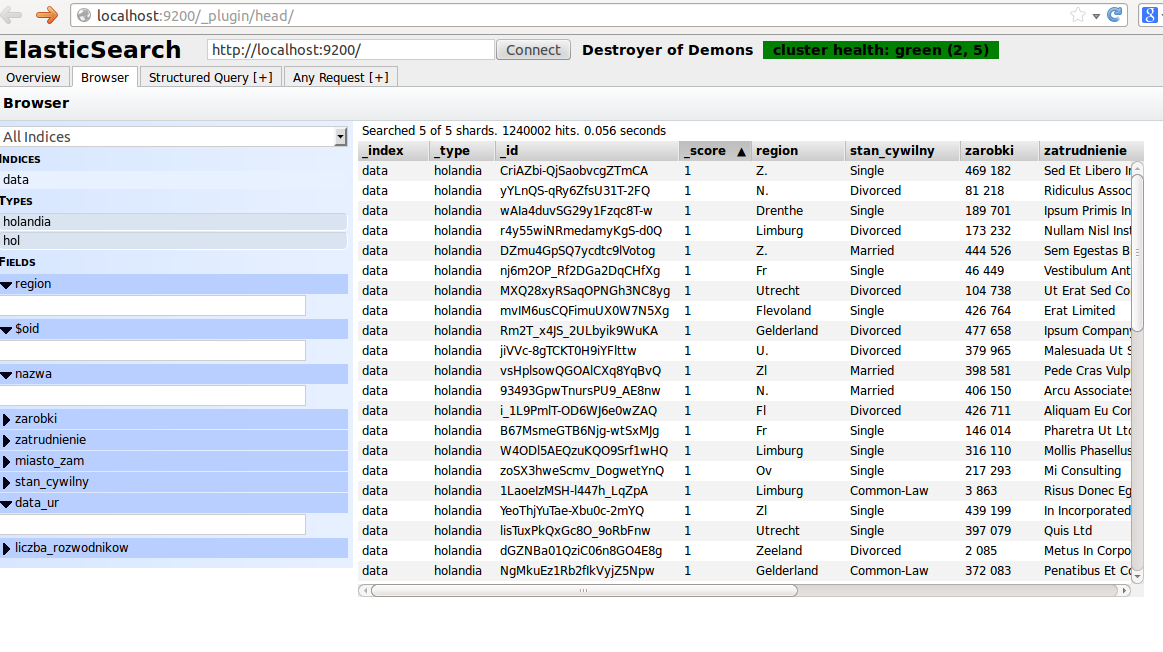 localhost:9200/_plugin/head/
ElasticSearch http://localhost:9200/ Connect Destroyer of Demons cluster health: green (2, 5)
Overview Browser Structured Query [+] Any Request [+]
Browser
All Indices
INDICES
data
TYPES
holandia
hol
FIELDS
region
$oid
nazwa
zarobki
zatrudnienie
miasto_zam
stan_cywilny
data_ur
liczba_rozwodnikow
Searched 5 of 5 shards. 1240002 hits. 0.056 seconds
_index _type _id _score ▲ region stan_cywilny zarobki zatrudnienie
data holandia CriAZbi-QjSaobvcgZTmCA 1 Z. Single 469 182 Sed Et Libero I
data holandia yYLnQS-qRy6ZfsU31T-2FQ 1 N. Divorced 81 218 Ridiculus Assoc
data holandia wAIa4duvSG29y1Fzqc8T-w 1 Drenthe Single 189 701 Ipsum Primis In
data holandia r4y55wiNRmedamyKgS-d0Q 1 Limburg Divorced 173 232 Nullam Nisl Inst
data holandia DZmu4GpSQ7ycdtc9lVotog 1 Z. Married 444 526 Sem Egestas B
data holandia nj6m2OP_Rf2DGa2DqCHfXg 1 Fr Single 46 449 Vestibulum Ant
data holandia MXQ28xyRSaqOPNGh3NC8yg 1 Utrecht Divorced 104 738 Ut Erat Sed Co
data holandia mvIM6usCQFimuUX0W7N5Xg 1 Flevoland Single 426 764 Erat Limited
data holandia Rm2T_x4JS_2ULbyik9WuKA 1 Gelderland Divorced 477 658 Ipsum Company
data holandia jiVVc-8gTCKT0H9iYFlttw 1 U. Divorced 379 965 Malesuada Ut S
data holandia vsHplsowQGOAlCXq8YqBvQ 1 Zl Married 398 581 Pede Cras Vulp
data holandia 93493GpwTnursPU9_AE8nw 1 N. Married 406 150 Arcu Associates
data holandia i_1L9PmlT-OD6WJ6e0wZAQ 1 Fl Divorced 426 711 Aliquam Eu Cor
data holandia B67MsmeGTB6Njg-wtSxMJg 1 Fr Single 146 014 Pharetra Ut Ltd
data holandia W4ODl5AEQzuKQO9Srf1wHQ 1 Limburg Single 316 110 Mollis Phasellus
data holandia zoSX3hweScmv_DogwetYnQ 1 Ov Single 217 293 Mi Consulting
data holandia 1LaoeIzMSH-l447h_LqZpA 1 Limburg Common-Law 3 863 Risus Donec Eg
data holandia YeoThjYuTae-Xbu0c-2mYQ 1 Zl Single 439 199 In Incorporated
data holandia lisTuxPkQxGc8O_9oRbFnw 1 Utrecht Single 397 079 Quis Ltd
data holandia dGZNBa01QziC06n8GO4E8g 1 Zeeland Divorced 2 085 Metus In Corpo
data holandia NgMkuEz1Rb2fIkVyjZ5Npw 1 Gelderland Common-Law 372 083 Penatibus Et Co